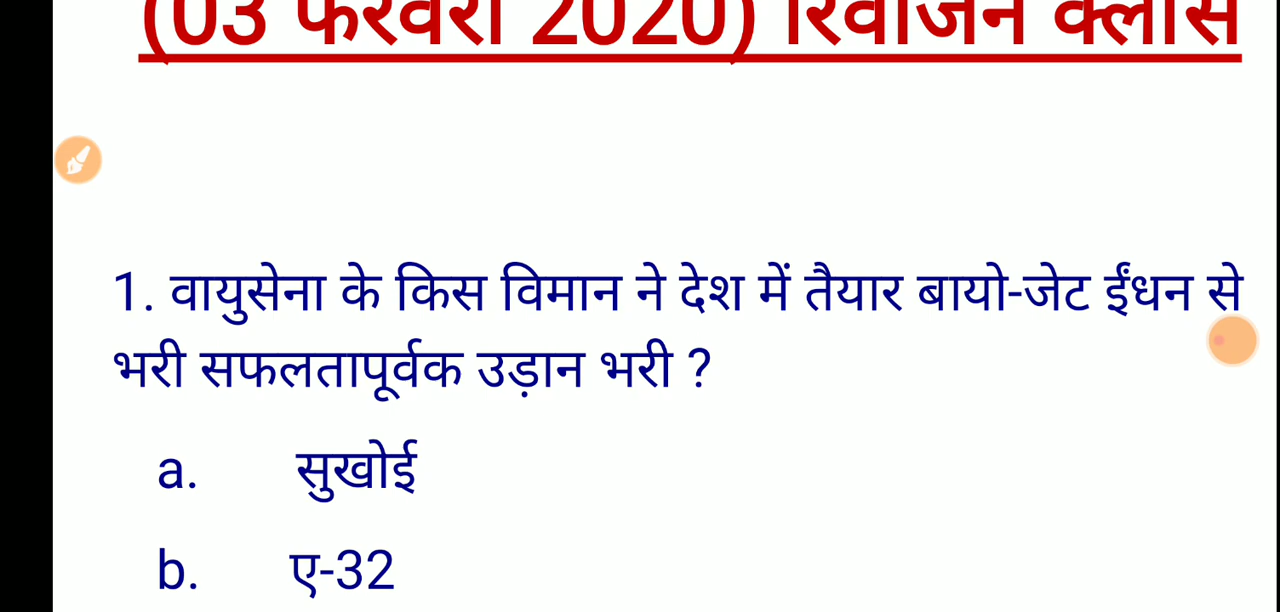 (03 फरवरी 2020) रिवीजन क्लास
1. वायुसेना के किस विमान ने देश में तैयार बायो-जेट ईंधन से
भरी सफलतापूर्वक उड़ान भरी ?
a. सुखोई
b. ए-32